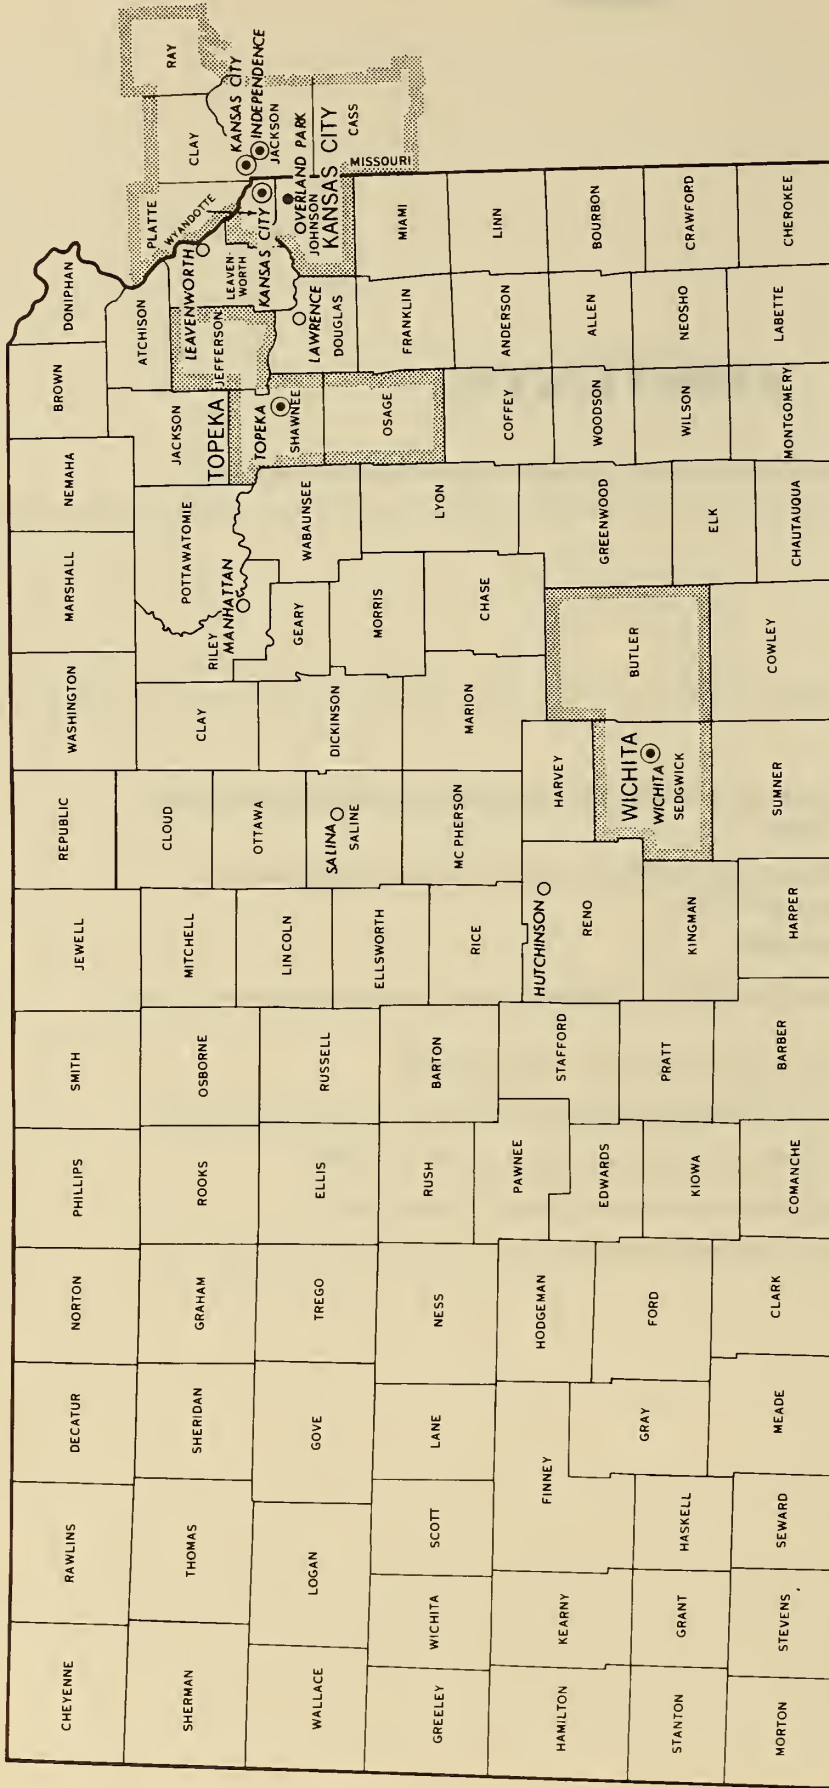 CHEYENNE
RAWLINS
DECATUR
NORTON
PHILLIPS
SMITH
JEWELL
REPUBLIC
WASHINGTON
MARSHALL
NEMAHA
BROWN
DONIPHAN
SHERMAN
THOMAS
SHERIDAN
GRAHAM
ROOKS
OSBORNE
MITCHELL
CLOUD
CLAY
RILEY
MANHATTAN
POTTAWATOMIE
JACKSON
ATCHISON
OTTAWA
LINCOLN
WALLACE
LOGAN
GOVE
TREGO
ELLIS
RUSSELL
ELLSWORTH
SALINA
SALINE
DICKINSON
GEARY
WABAUNSEE
TOPEKA
TOPEKA
SHAWNEE
JEFFERSON
LEAVENWORTH
LEAVEN-
WORTH
WYANDOTTE
KANSAS CITY
PLATTE
CLAY
RAY
KANSAS CITY
INDEPENDENCE
JACKSON
OVERLAND PARK
JOHNSON
KANSAS CITY
CASS
MISSOURI
LAWRENCE
DOUGLAS
GREELEY
WICHITA
SCOTT
LANE
NESS
RUSH
BARTON
RICE
MC PHERSON
MARION
MORRIS
CHASE
LYON
OSAGE
FRANKLIN
MIAMI
HAMILTON
KEARNY
FINNEY
HODGEMAN
PAWNEE
STAFFORD
HUTCHINSON
RENO
HARVEY
COFFEY
ANDERSON
LINN
EDWARDS
GRAY
FORD
WICHITA
WICHITA
SEDGWICK
BUTLER
GREENWOOD
WOODSON
ALLEN
BOURBON
STANTON
GRANT
HASKELL
KIOWA
PRATT
KINGMAN
ELK
WILSON
NEOSHO
CRAWFORD
MORTON
STEVENS
SEWARD
MEADE
CLARK
COMANCHE
BARBER
HARPER
SUMNER
COWLEY
CHAUTAUQUA
MONTGOMERY
LABETTE
CHEROKEE